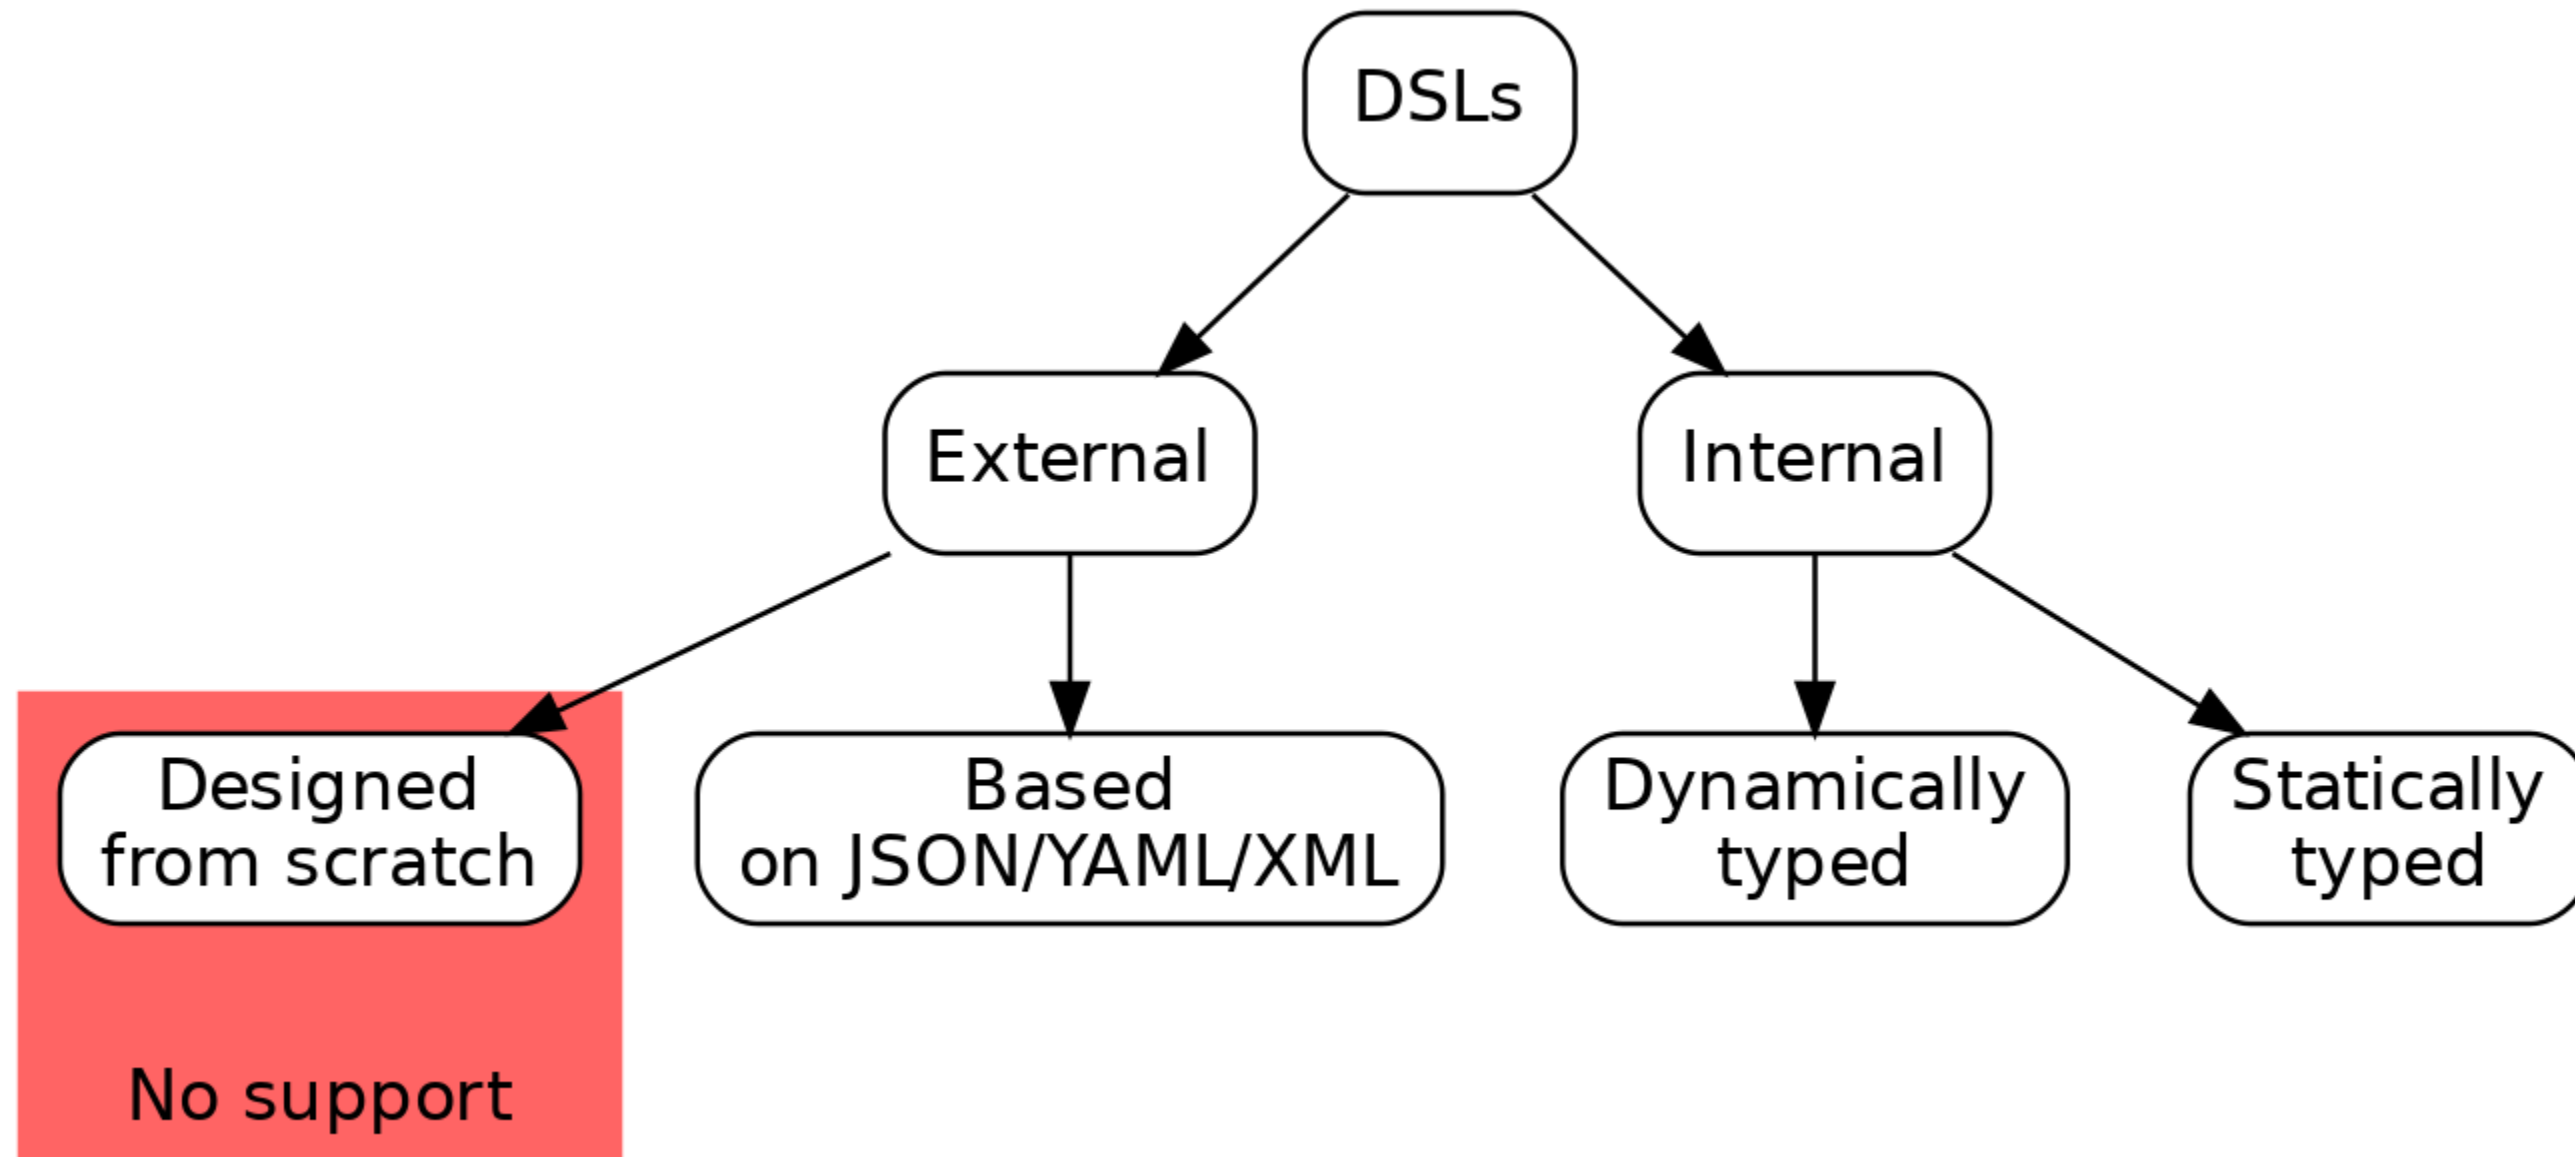 DSLs
External
Internal
Designed
from scratch
Based
on JSON/YAML/XML
Dynamically
typed
Statically
typed
No support